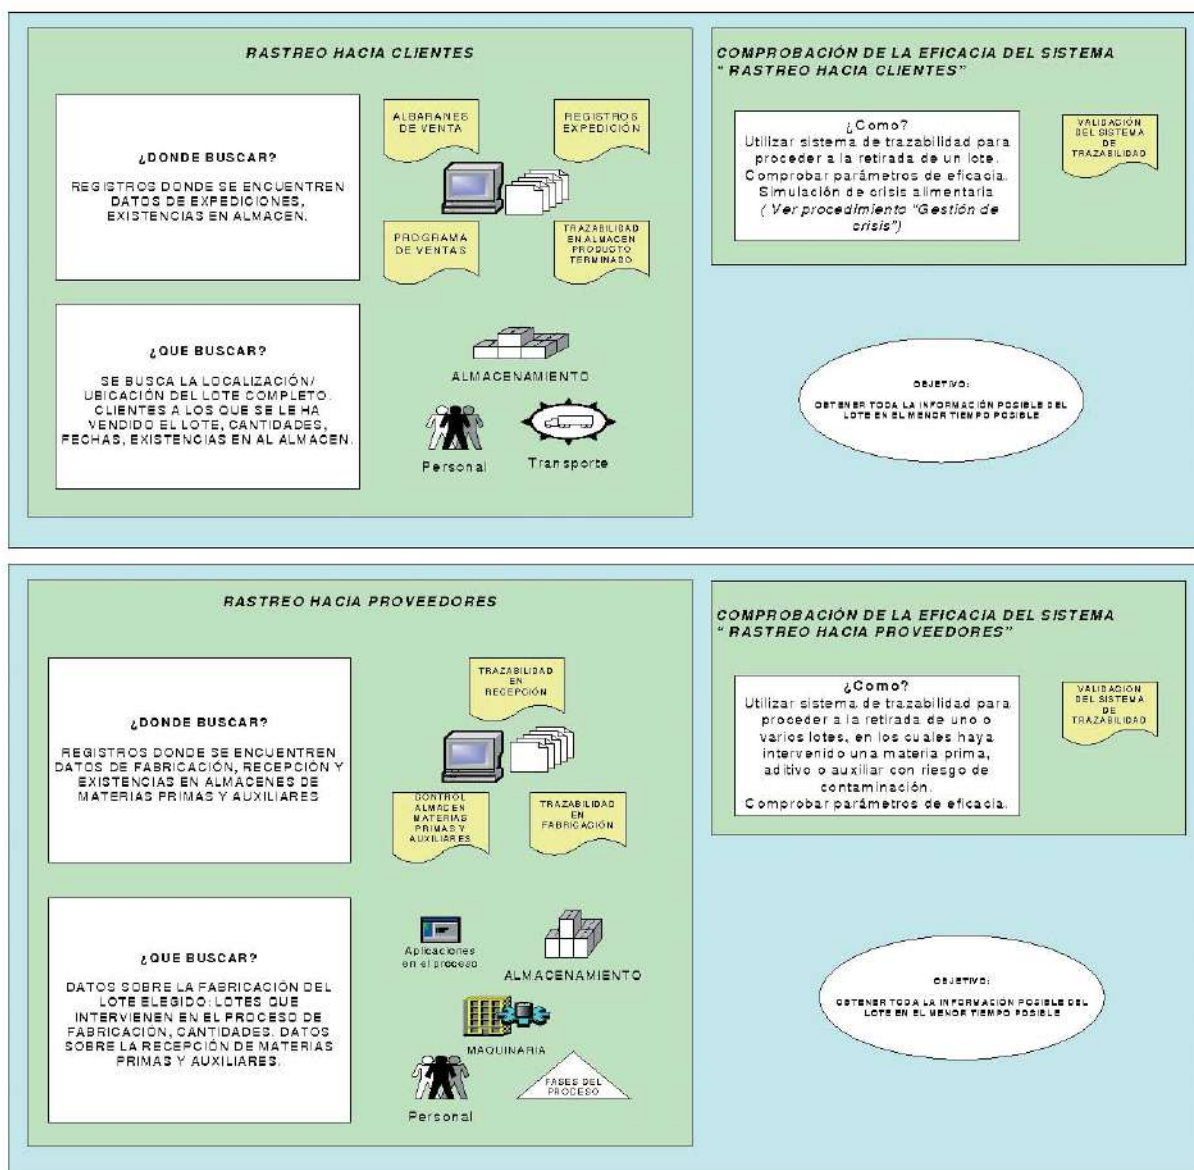 RASTREO HACIA CLIENTES
¿DONDE BUSCAR?
REGISTROS DONDE SE ENCUENTREN
DATOS DE EXPEDICIONES,
EXISTENCIAS EN ALMACEN.
ALBARANES
DE VENTA
REGISTROS
EXPEDICIÓN
PROGRAMA
DE VENTAS
TRAZABILIDAD
EN ALMACEN
PRODUCTO
TERMINADO
¿QUE BUSCAR?
SE BUSCA LA LOCALIZACIÓN/
UBICACIÓN DEL LOTE COMPLETO.
CLIENTES A LOS QUE SE LE HA
VENDIDO EL LOTE, CANTIDADES,
FECHAS, EXISTENCIAS EN AL ALMACEN.
ALMACENAMIENTO
Personal
Transporte
COMPROBACIÓN DE LA EFICACIA DEL SISTEMA
" RASTREO HACIA CLIENTES"
¿Como?
Utilizar sistema de trazabilidad para
proceder a la retirada de un lote.
Comprobar parámetros de eficacia.
Simulación de crisis alimentaria
( Ver procedimiento "Gestión de
crisis")
VALIDACIÓN
DEL SISTEMA
DE
TRAZABILIDAD
OBJETIVO:
OBTENER TODA LA INFORMACIÓN POSIBLE DEL
LOTE EN EL MENOR TIEMPO POSIBLE
RASTREO HACIA PROVEEDORES
¿DONDE BUSCAR?
REGISTROS DONDE SE ENCUENTREN
DATOS DE FABRICACIÓN, RECEPCIÓN Y
EXISTENCIAS EN ALMACENES DE
MATERIAS PRIMAS Y AUXILIARES
TRAZABILIDAD
EN
RECEPCIÓN
CONTROL
ALMACEN
MATERIAS
PRIMAS Y
AUXILIARES
TRAZABILIDAD
EN
FABRICACIÓN
¿QUE BUSCAR?
DATOS SOBRE LA FABRICACIÓN DEL
LOTE ELEGIDO: LOTES QUE
INTERVIENEN EN EL PROCESO DE
FABRICACIÓN, CANTIDADES. DATOS
SOBRE LA RECEPCIÓN DE MATERIAS
PRIMAS Y AUXILIARES.
Aplicaciones
en el proceso
ALMACENAMIENTO
MAQUINARIA
Personal
FASES DEL
PROCESO
COMPROBACIÓN DE LA EFICACIA DEL SISTEMA
" RASTREO HACIA PROVEEDORES"
¿Como?
Utilizar sistema de trazabilidad para
proceder a la retirada de uno o
varios lotes, en los cuales haya
intervenido una materia prima,
aditivo o auxiliar con riesgo de
contaminación.
Comprobar parámetros de eficacia.
VALIDACIÓN
DEL SISTEMA
DE
TRAZABILIDAD
OBJETIVO:
OBTENER TODA LA INFORMACIÓN POSIBLE DEL
LOTE EN EL MENOR TIEMPO POSIBLE